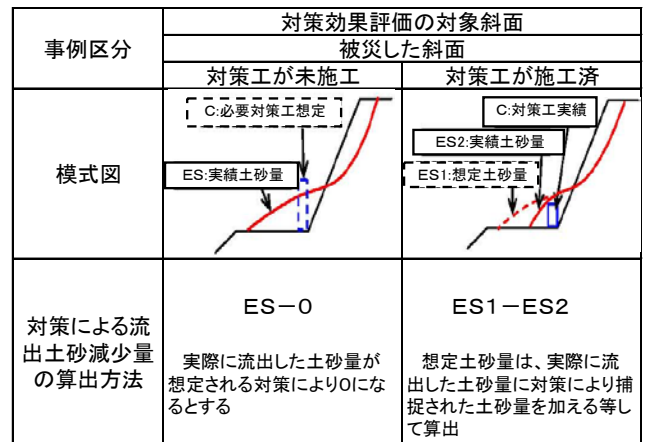 事例区分
対策効果評価の対象斜面
被災した斜面
対策工が未施工
対策工が施工済
模式図
C:必要対策工想定
ES:実績土砂量
C:対策工実績
ES2:実績土砂量
ES1:想定土砂量
対策による流
出土砂減少量
の算出方法
ES－0
実際に流出した土砂量が
想定される対策により0にな
るとする
ES1－ES2
想定土砂量は、実際に流
出した土砂量に対策により捕
捉された土砂量を加える等し
て算出